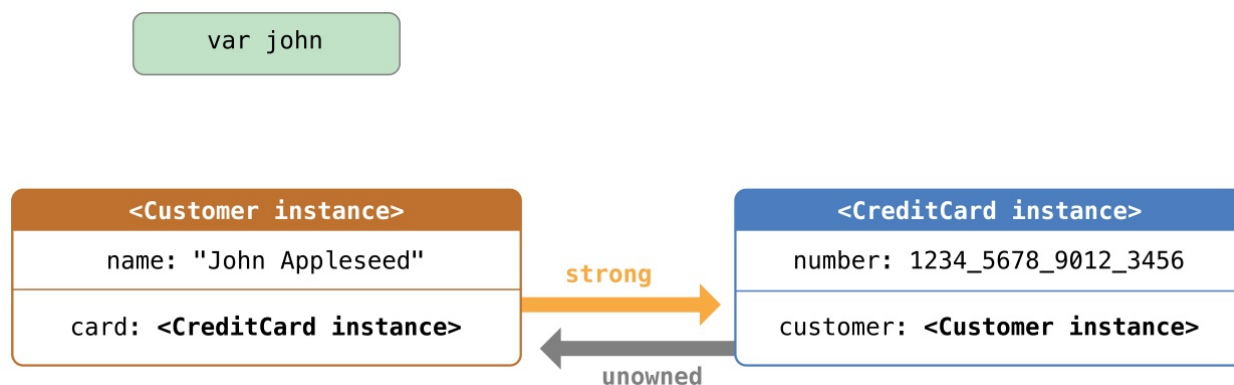 var john
<Customer instance>
name: "John Appleseed"
card: <CreditCard instance>
strong
unowned
<CreditCard instance>
number: 1234_5678_9012_3456
customer: <Customer instance>